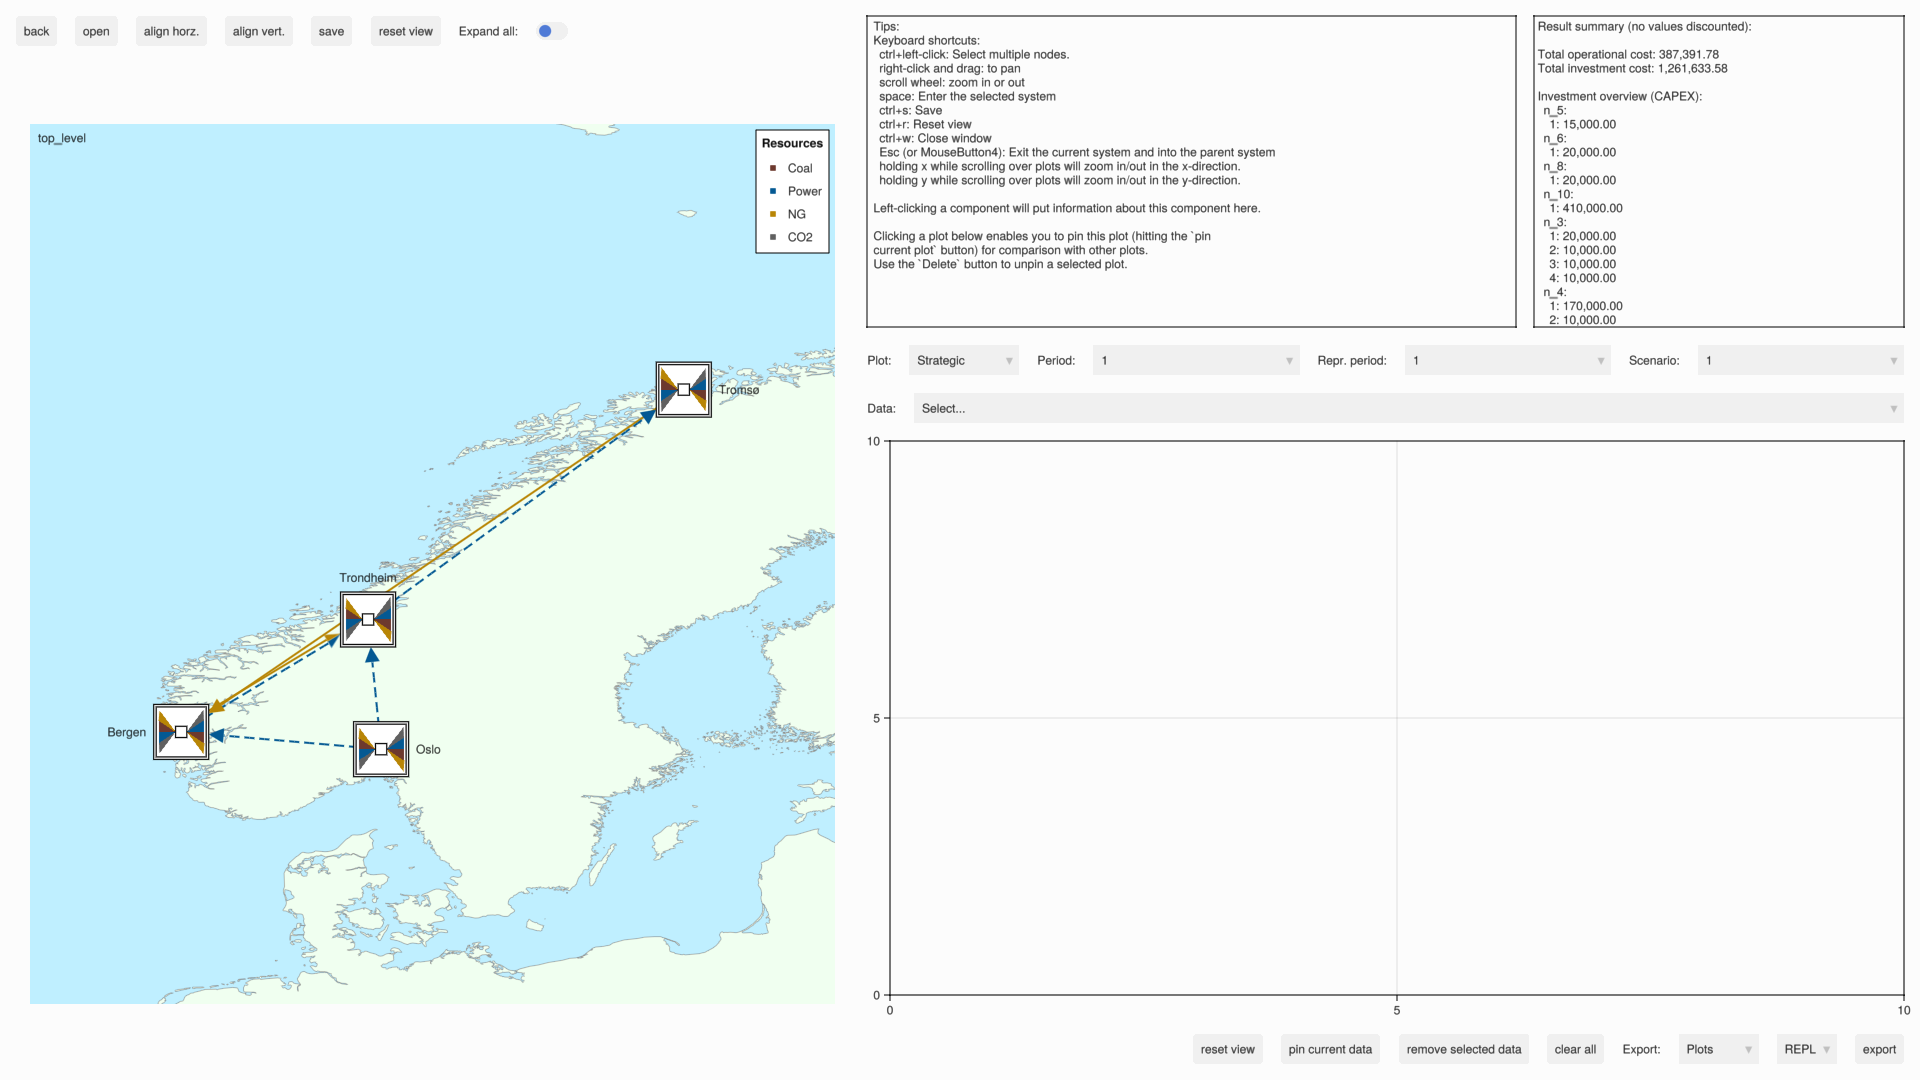 back open align horz. align vert. save reset view Expand all:
top_level
Resources
Coal
Power
NG
CO2
Tromsø
Trondheim
Bergen
Oslo
Tips:
Keyboard shortcuts:
ctrl+left-click: Select multiple nodes.
right-click and drag: to pan
scroll wheel: zoom in or out
space: Enter the selected system
ctrl+s: Save
ctrl+r: Reset view
ctrl+w: Close window
Esc (or MouseButton4): Exit the current system and into the parent system
holding x while scrolling over plots will zoom in/out in the x-direction.
holding y while scrolling over plots will zoom in/out in the y-direction.
Left-clicking a component will put information about this component here.
Clicking a plot below enables you to pin this plot (hitting the `pin
current plot` button) for comparison with other plots.
Use the `Delete` button to unpin a selected plot.
Result summary (no values discounted):
Total operational cost: 387,391.78
Total investment cost: 1,261,633.58
Investment overview (CAPEX):
n_5:
1: 15,000.00
n_6:
1: 20,000.00
n_8:
1: 20,000.00
n_10:
1: 410,000.00
n_3:
1: 20,000.00
2: 10,000.00
3: 10,000.00
4: 10,000.00
n_4:
1: 170,000.00
2: 10,000.00
Plot: Strategic Period: 1 Repr. period: 1 Scenario: 1
Data: Select...
10
5
0
0 5 10
reset view pin current data remove selected data clear all Export: Plots REPL export